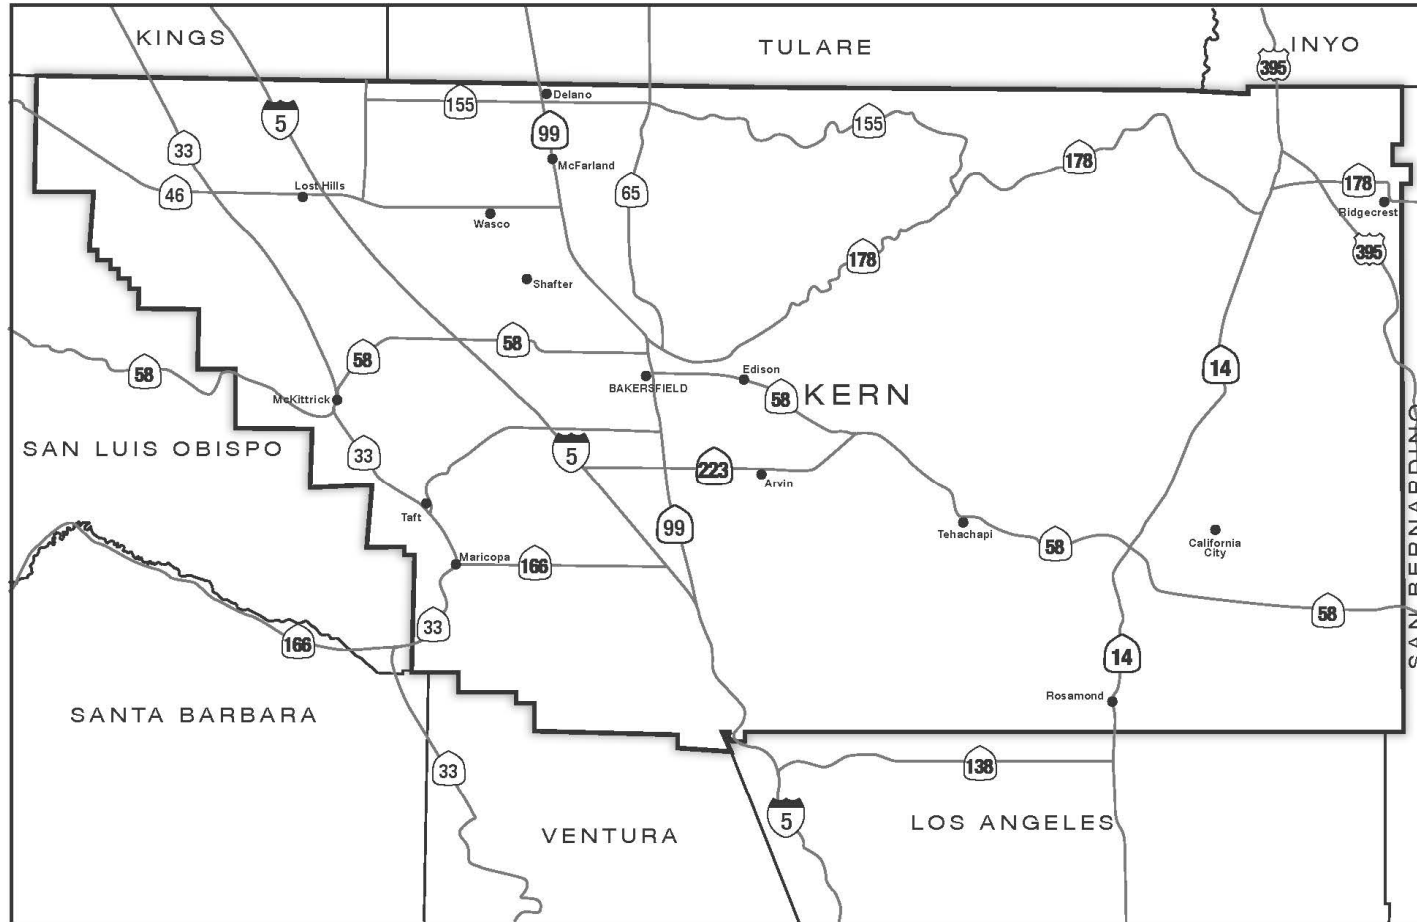 KINGS
TULARE
INYO
395
5
155
Delano
99
155
33
McFarland
178
65
178
46
Lost Hills
Ridgecrest
Wasco
178
395
Shafter
58
58
58
14
Edison
BAKERSFIELD
58
KERN
McKittrick
SAN LUIS OBISPO
33
5
223
Arvin
SAN BERNARDINO
Taft
99
Tehachapi
California
City
58
Maricopa
166
58
33
166
14
Rosamond
SANTA BARBARA
33
138
5
VENTURA
LOS ANGELES